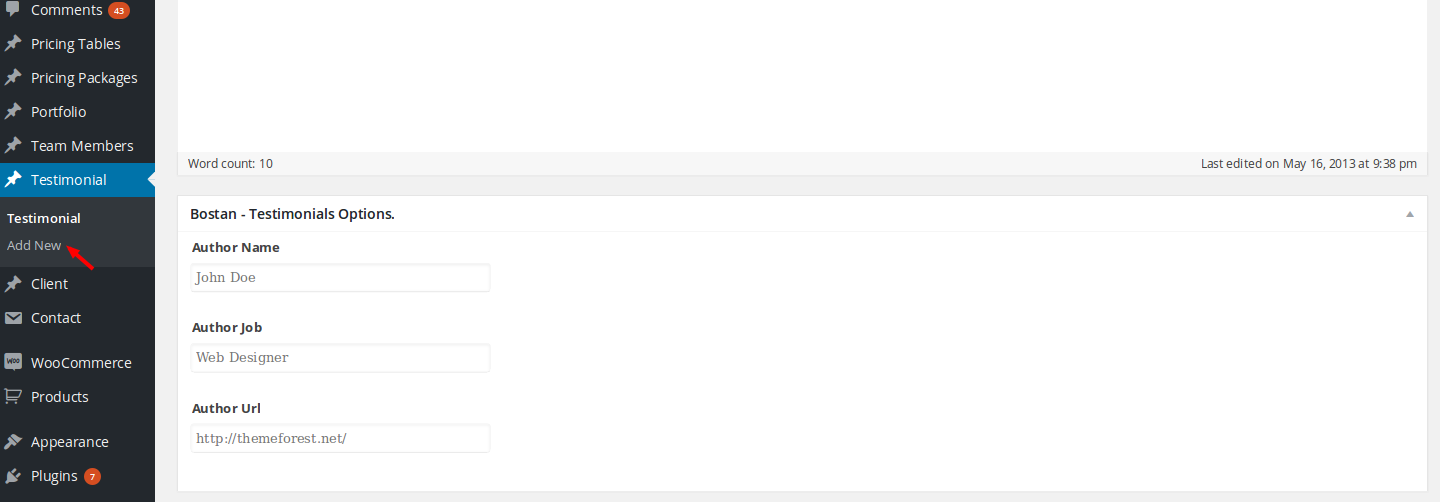 Comments 43
Pricing Tables
Pricing Packages
Portfolio
Team Members
Testimonial
Testimonial
Add New
Client
Contact
WOO WooCommerce
Products
Appearance
Plugins 7
Word count: 10 Last edited on May 16, 2013 at 9:38 pm
Bostan - Testimonials Options.
Author Name
John Doe
Author Job
Web Designer
Author Url
http://themeforest.net/